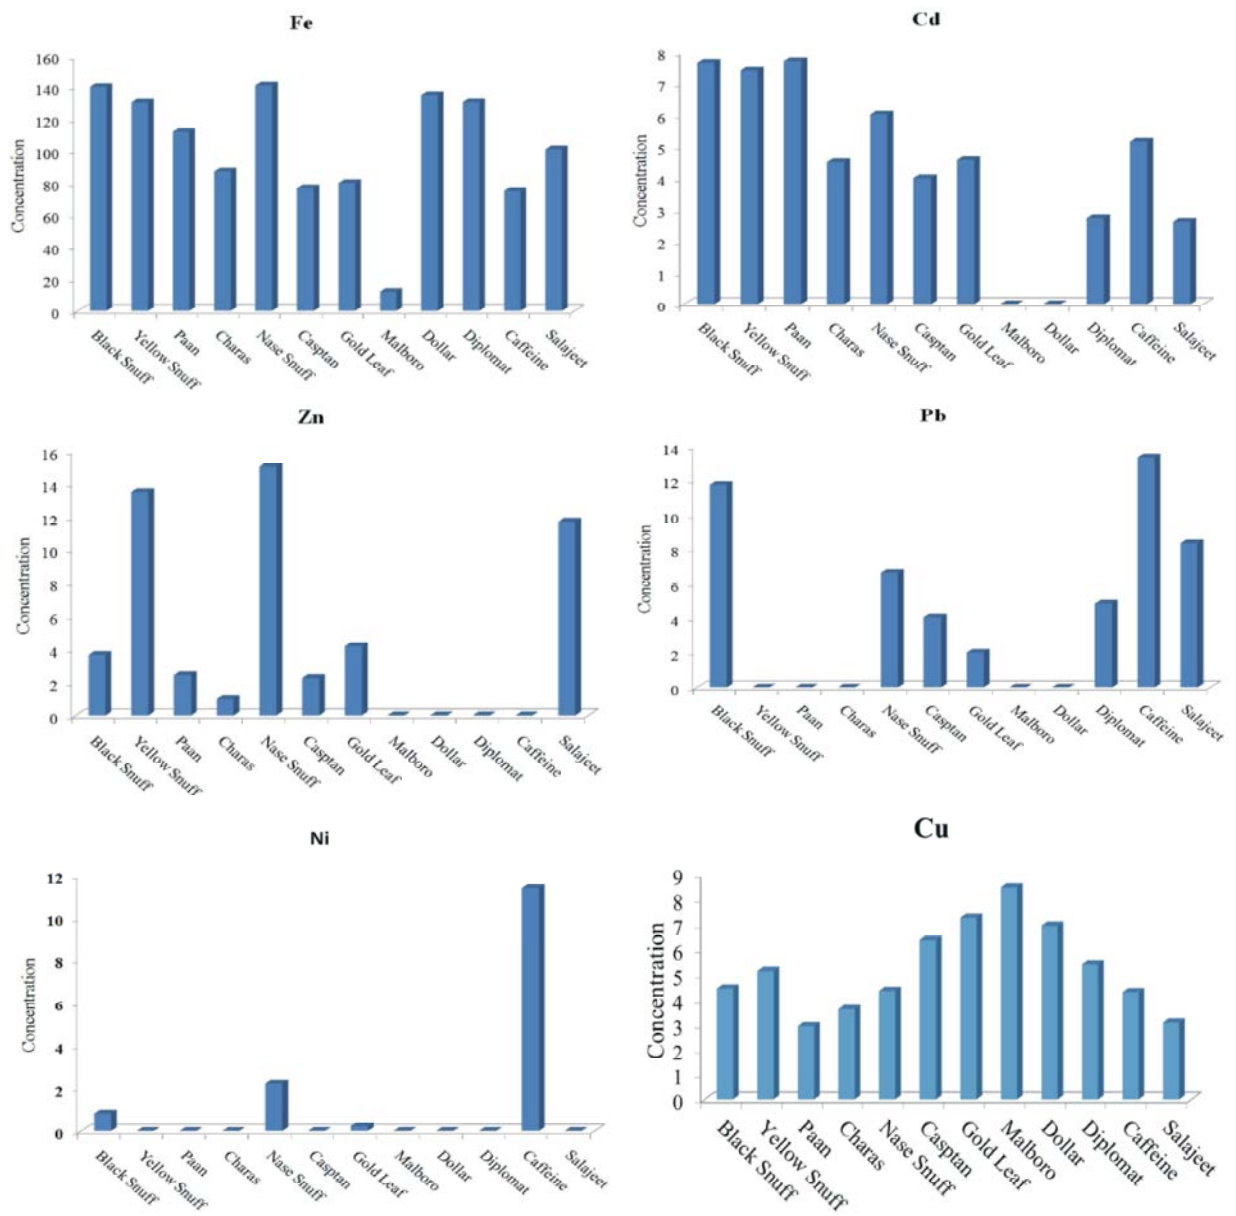 Fe
Concentration
160
140
120
100
80
60
40
20
0
Black Snuff
Yellow Snuff
Paan
Charas
Nase Snuff
Casptan
Gold Leaf
Malboro
Dollar
Diplomat
Caffeine
Salajeet
Cd
Concentration
8
7
6
5
4
3
2
1
0
Black Snuff
Yellow Snuff
Paan
Charas
Nase Snuff
Casptan
Gold Leaf
Malboro
Dollar
Diplomat
Caffeine
Salajeet
Zn
Concentration
16
14
12
10
8
6
4
2
0
Black Snuff
Yellow Snuff
Paan
Charas
Nase Snuff
Casptan
Gold Leaf
Malboro
Dollar
Diplomat
Caffeine
Salajeet
Pb
Concentration
14
12
10
8
6
4
2
0
Black Snuff
Yellow Snuff
Paan
Charas
Nase Snuff
Casptan
Gold Leaf
Malboro
Dollar
Diplomat
Caffeine
Salajeet
Ni
Concentration
12
10
8
6
4
2
0
Black Snuff
Yellow Snuff
Paan
Charas
Nase Snuff
Casptan
Gold Leaf
Malboro
Dollar
Diplomat
Caffeine
Salajeet
Cu
Concentration
9
8
7
6
5
4
3
2
1
0
Black Snuff
Yellow Snuff
Paan
Charas
Nase Snuff
Casptan
Gold Leaf
Malboro
Dollar
Diplomat
Caffeine
Salajeet